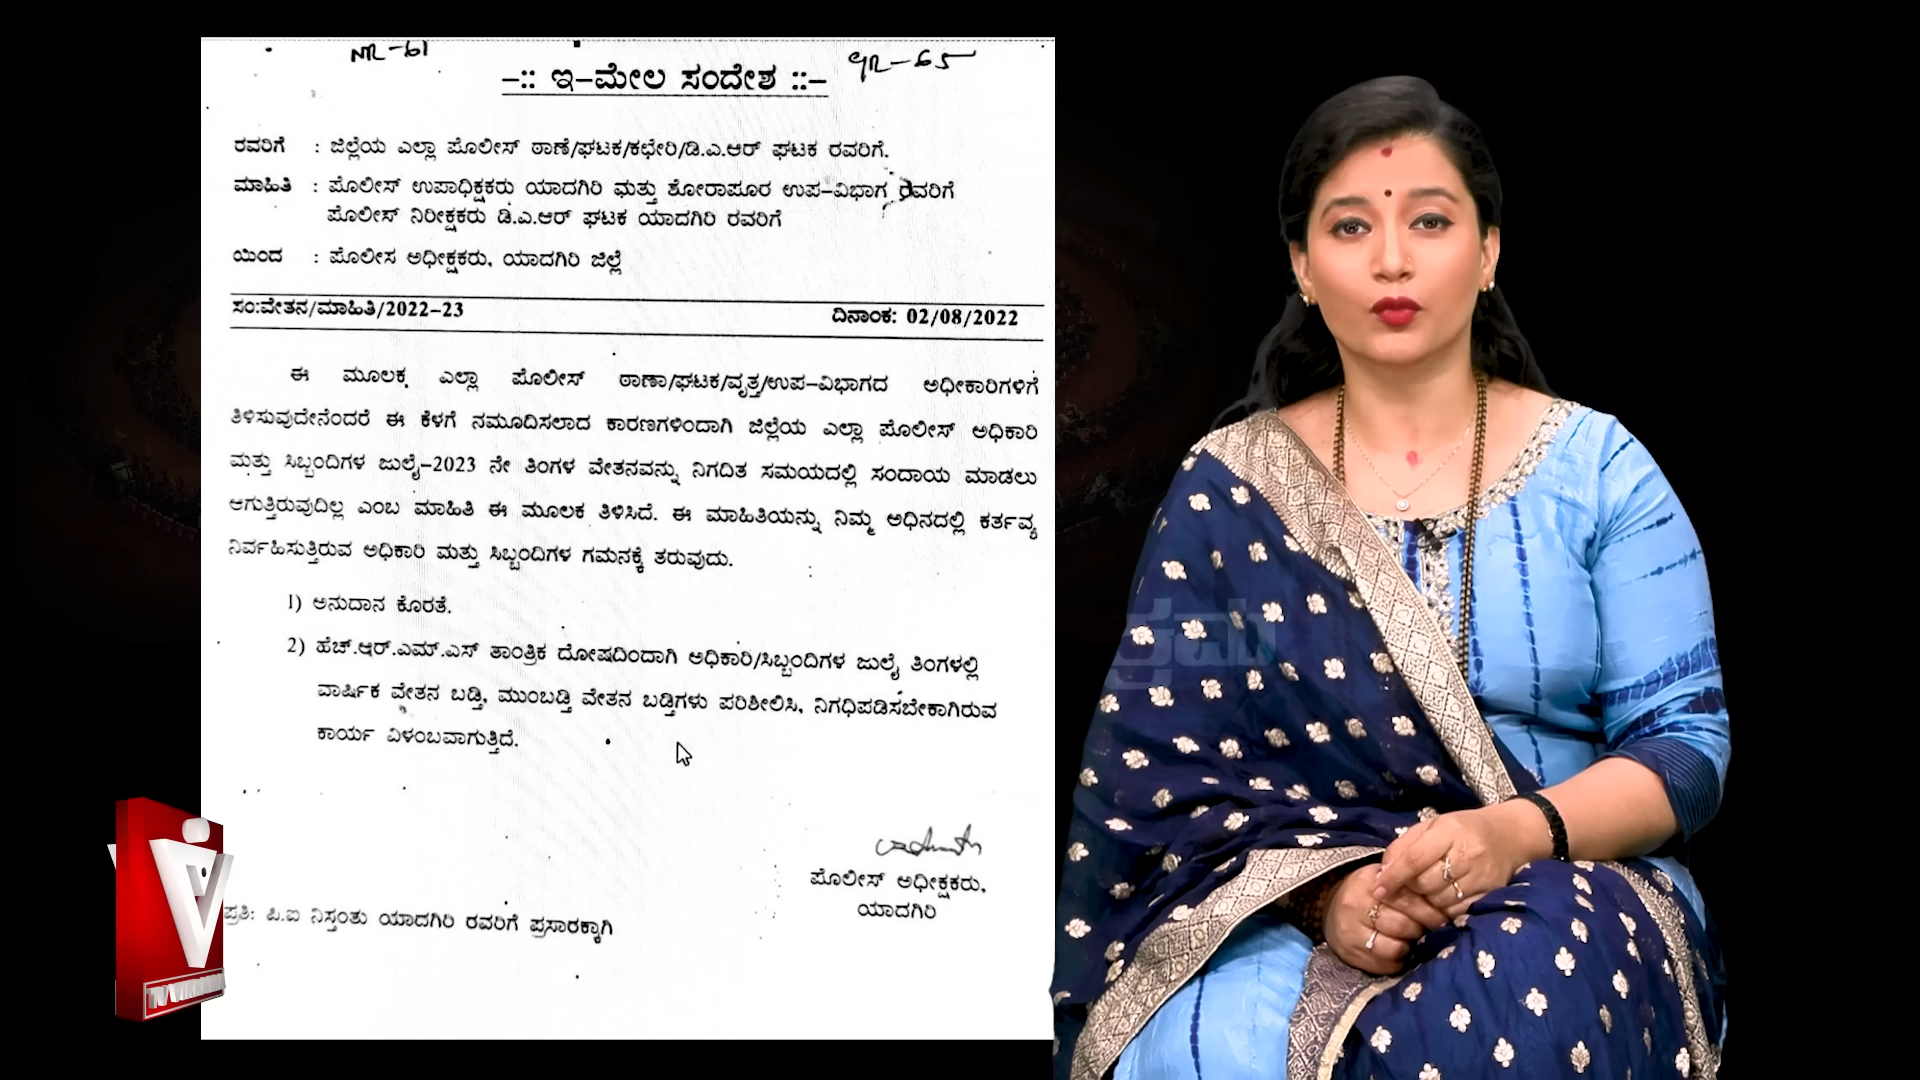 NR-61
GR-65
-:: ಇ-ಮೇಲ ಸಂದೇಶ ::-
ರವರಿಗೆ : ಜಿಲ್ಲೆಯ ಎಲ್ಲಾ ಪೊಲೀಸ್ ಠಾಣೆ/ಘಟಕ/ಕಛೇರಿ/ಡಿ.ಎ.ಆರ್ ಘಟಕ ರವರಿಗೆ.
ಮಾಹಿತಿ : ಪೊಲೀಸ್ ಉಪಾಧಿಕ್ಷಕರು ಯಾದಗಿರಿ ಮತ್ತು ಶೋರಾಪೂರ ಉಪ-ವಿಭಾಗ ರವರಿಗೆ
ಪೊಲೀಸ್ ನಿರೀಕ್ಷಕರು ಡಿ.ಎ.ಆರ್ ಘಟಕ ಯಾದಗಿರಿ ರವರಿಗೆ
ಯಿಂದ : ಪೊಲೀಸ ಅಧೀಕ್ಷಕರು, ಯಾದಗಿರಿ ಜಿಲ್ಲೆ
ಸಂ:ವೇತನ/ಮಾಹಿತಿ/2022-23 ದಿನಾಂಕ: 02/08/2022
ಈ ಮೂಲಕ ಎಲ್ಲಾ ಪೊಲೀಸ್ ಠಾಣಾ/ಘಟಕ/ವೃತ್ತ/ಉಪ-ವಿಭಾಗದ ಅಧೀಕಾರಿಗಳಿಗೆ
ತಿಳಿಸುವುದೇನೆಂದರೆ ಈ ಕೆಳಗೆ ನಮೂದಿಸಲಾದ ಕಾರಣಗಳಿಂದಾಗಿ ಜಿಲ್ಲೆಯ ಎಲ್ಲಾ ಪೊಲೀಸ್ ಅಧಿಕಾರಿ
ಮತ್ತು ಸಿಬ್ಬಂದಿಗಳ ಜುಲೈ-2023 ನೇ ತಿಂಗಳ ವೇತನವನ್ನು ನಿಗದಿತ ಸಮಯದಲ್ಲಿ ಸಂದಾಯ ಮಾಡಲು
ಆಗುತ್ತಿರುವುದಿಲ್ಲ ಎಂಬ ಮಾಹಿತಿ ಈ ಮೂಲಕ ತಿಳಿಸಿದೆ. ಈ ಮಾಹಿತಿಯನ್ನು ನಿಮ್ಮ ಅಧಿನದಲ್ಲಿ ಕರ್ತವ್ಯ
ನಿರ್ವಹಿಸುತ್ತಿರುವ ಅಧಿಕಾರಿ ಮತ್ತು ಸಿಬ್ಬಂದಿಗಳ ಗಮನಕ್ಕೆ ತರುವುದು.
1) ಅನುದಾನ ಕೊರತೆ.
2) ಹೆಚ್.ಆರ್.ಎಮ್.ಎಸ್ ತಾಂತ್ರಿಕ ದೋಷದಿಂದಾಗಿ ಅಧಿಕಾರಿ/ಸಿಬ್ಬಂದಿಗಳ ಜುಲೈ ತಿಂಗಳಲ್ಲಿ
ವಾರ್ಷಿಕ ವೇತನ ಬಡ್ತಿ, ಮುಂಬಡ್ತಿ ವೇತನ ಬಡ್ತಿಗಳು ಪರಿಶೀಲಿಸಿ, ನಿಗಧಿಪಡಿಸಬೇಕಾಗಿರುವ
ಕಾರ್ಯ ವಿಳಂಬವಾಗುತ್ತಿದೆ.
ಪೊಲೀಸ್ ಅಧೀಕ್ಷಕರು,
ಯಾದಗಿರಿ
ಪ್ರತಿ: ಪಿ.ಐ ನಿಸ್ತಂತು ಯಾದಗಿರಿ ರವರಿಗೆ ಪ್ರಸಾರಕ್ಕಾಗಿ